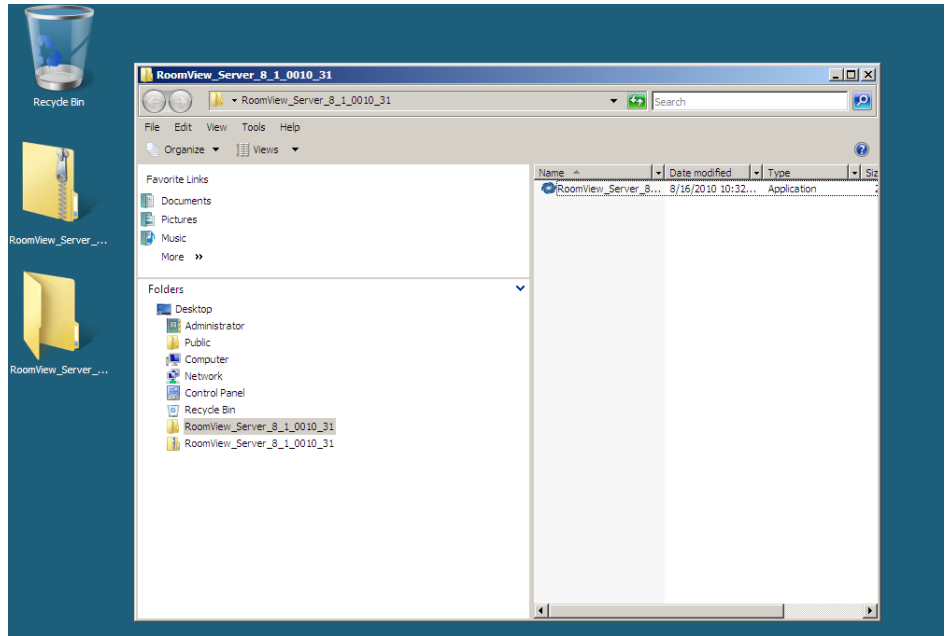 Recycle Bin
RoomView_Server_...
RoomView_Server_...
RoomView_Server_8_1_0010_31
RoomView_Server_8_1_0010_31
Search
File Edit View Tools Help
Organize Views
Favorite Links
Documents
Pictures
Music
More »
Folders
Desktop
Administrator
Public
Computer
Network
Control Panel
Recycle Bin
RoomView_Server_8_1_0010_31
RoomView_Server_8_1_0010_31
Name Date modified Type Siz
RoomView_Server_8... 8/16/2010 10:32... Application 2